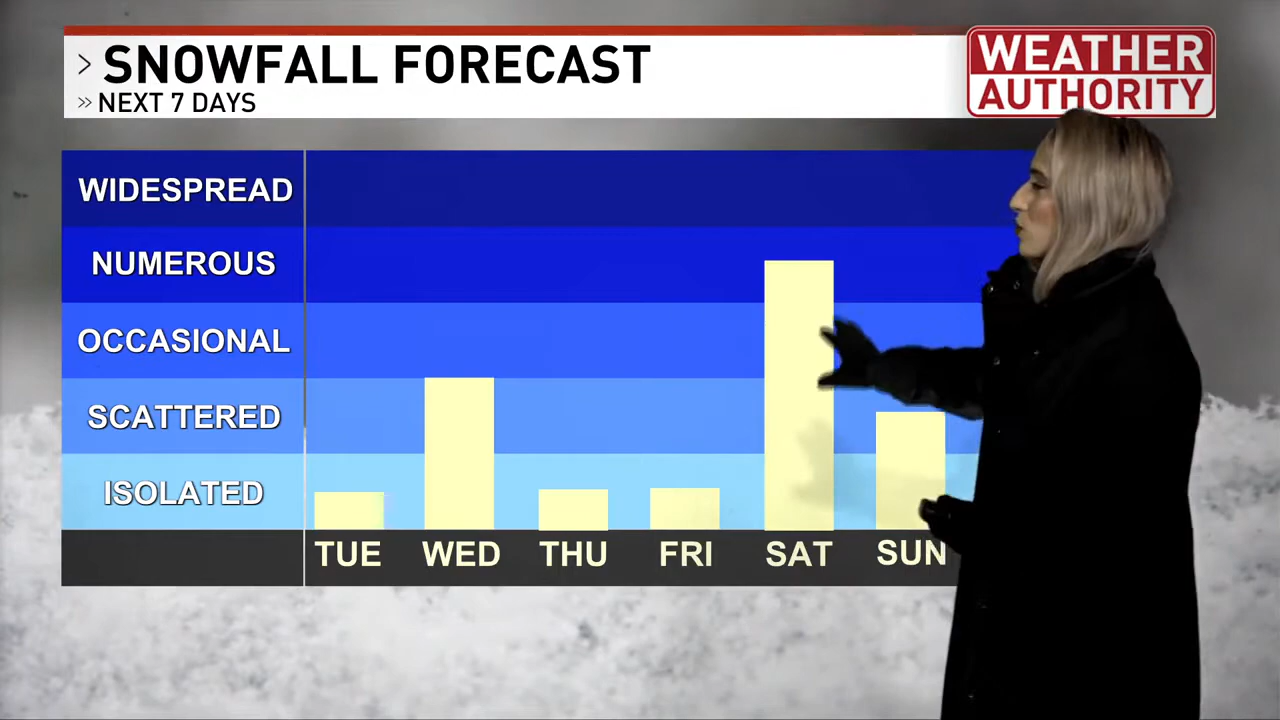 > SNOWFALL FORECAST
» NEXT 7 DAYS
WEATHER
AUTHORITY
WIDESPREAD
NUMEROUS
OCCASIONAL
SCATTERED
ISOLATED
TUE WED THU FRI SAT SUN